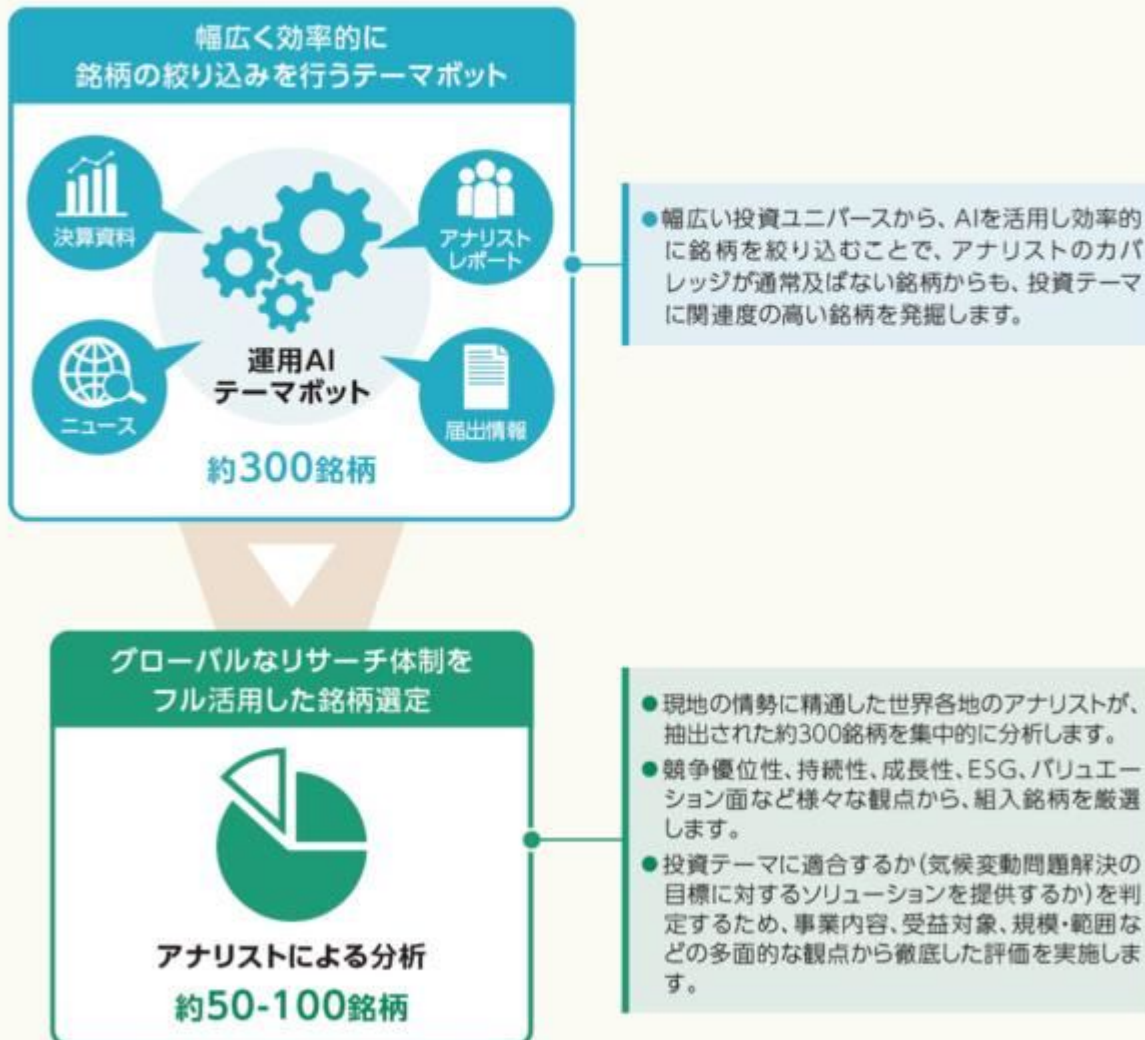 幅広く効率的に
銘柄の絞り込みを行うテーマボット
決算資料
アナリスト
レポート
運用AI
テーマボット
ニュース
届出情報
約300銘柄
●幅広い投資ユニバースから、AIを活用し効率的
に銘柄を絞り込むことで、アナリストのカバ
レッジが通常及ばない銘柄からも、投資テーマ
に関連度の高い銘柄を発掘します。
グローバルなリサーチ体制を
フル活用した銘柄選定
アナリストによる分析
約50-100銘柄
●現地の情勢に精通した世界各地のアナリストが、
抽出された約300銘柄を集中的に分析します。
●競争優位性、持続性、成長性、ESG、バリュエー
ション面など様々な観点から、組入銘柄を厳選
します。
●投資テーマに適合するか(気候変動問題解決の
目標に対するソリューションを提供するか)を判
定するため、事業内容、受益対象、規模・範囲な
どの多面的な観点から徹底した評価を実施しま
す。